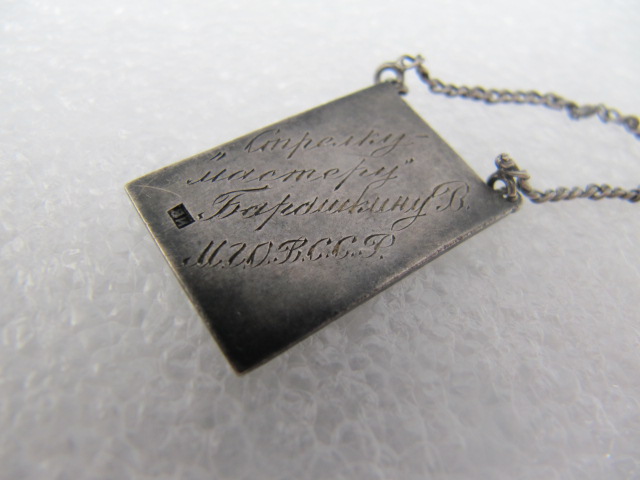 „Стрелку-
мастеру"
Барашкину В.
М.Г.О.В.С.С.Р.